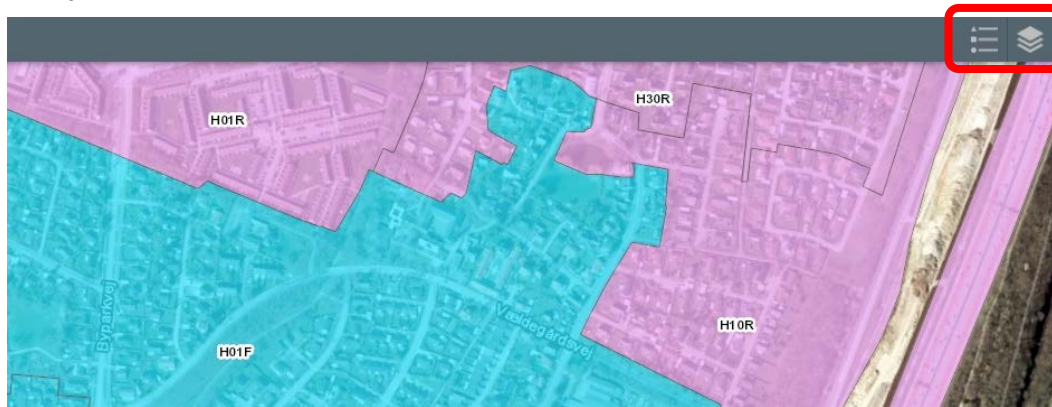 H30R
H01R
Byparkvej
Vældegårdsvej
H10R
H01F